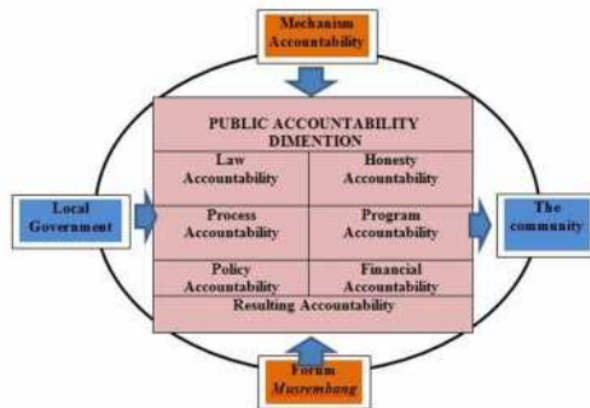 Mechanism
Accountability
PUBLIC ACCOUNTABILITY
DIMENTION
Law
Accountability
Honesty
Accountability
Local
Government
Process
Accountability
Program
Accountability
The
community
Policy
Accountability
Financial
Accountability
Resulting Accountability
Forum
Musrembang